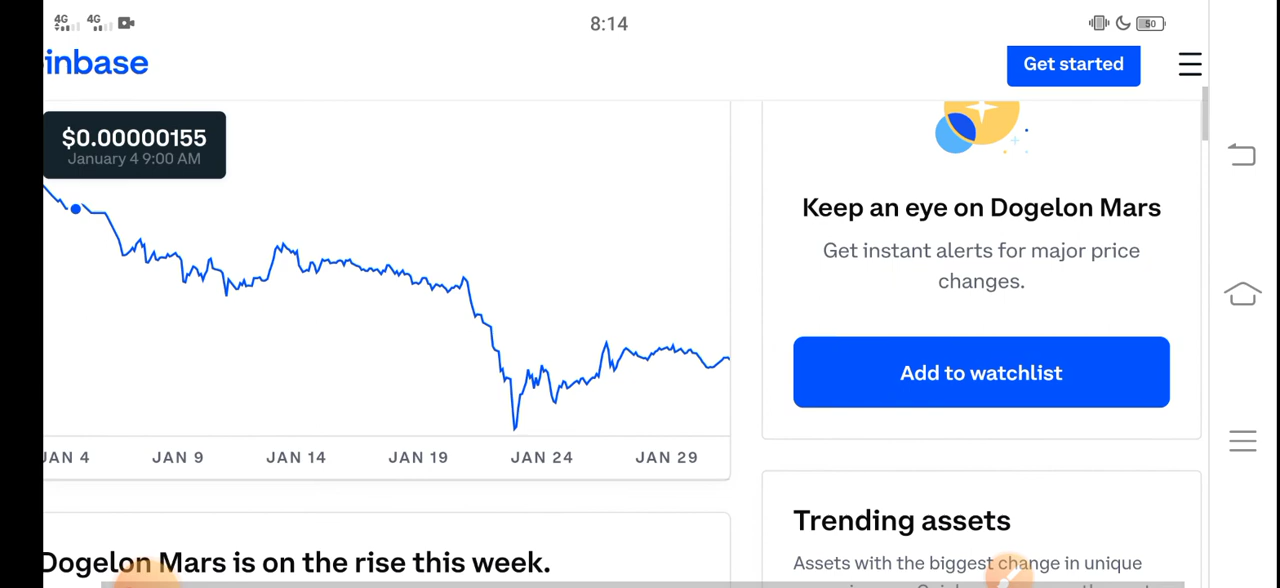 4G 4G 8:14 50
inbase
Get started
$0.00000155
January 4 9:00 AM
JAN 4 JAN 9 JAN 14 JAN 19 JAN 24 JAN 29
Dogelon Mars is on the rise this week.
Keep an eye on Dogelon Mars
Get instant alerts for major price
changes.
Add to watchlist
Trending assets
Assets with the biggest change in unique